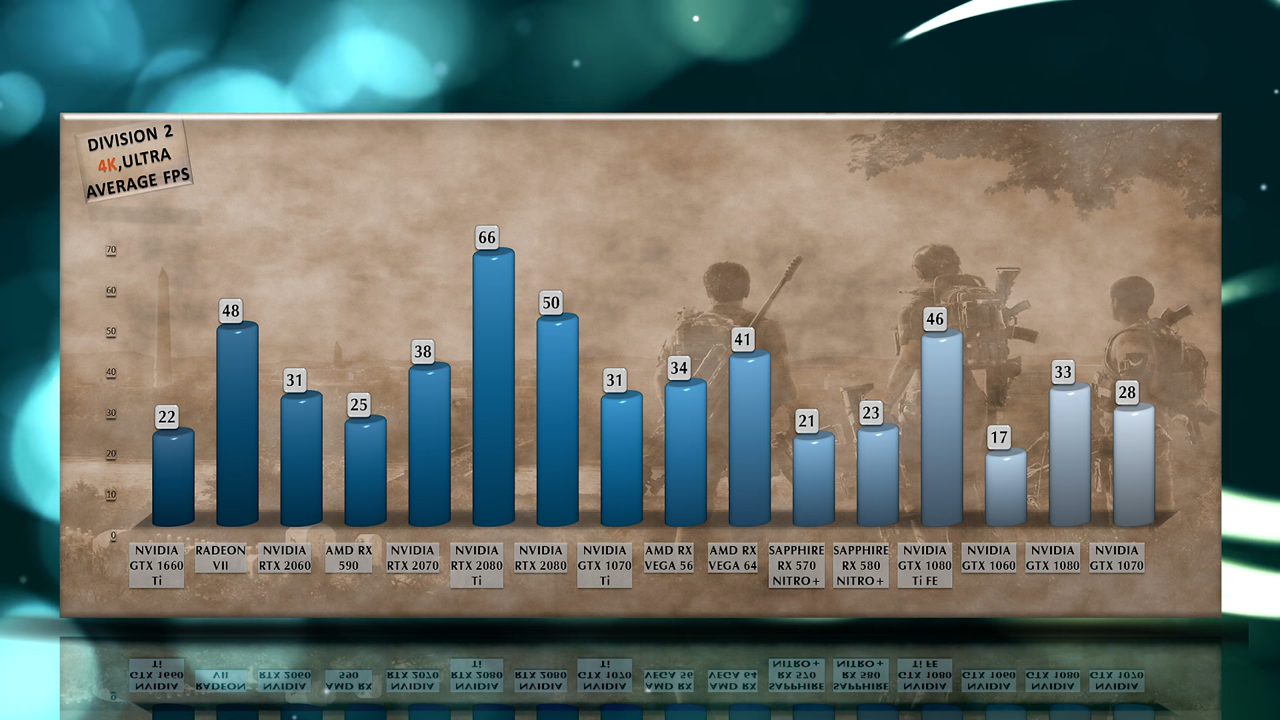 DIVISION 2
4K,ULTRA
AVERAGE FPS
70
60
50
40
30
20
10
0
22
48
31
25
38
66
50
31
34
41
21
23
46
17
33
28
NVIDIA
GTX 1660
Ti
RADEON
VII
NVIDIA
RTX 2060
AMD RX
590
NVIDIA
RTX 2070
NVIDIA
RTX 2080
Ti
NVIDIA
RTX 2080
NVIDIA
GTX 1070
Ti
AMD RX
VEGA 56
AMD RX
VEGA 64
SAPPHIRE
RX 570
NITRO+
SAPPHIRE
RX 580
NITRO+
NVIDIA
GTX 1080
Ti FE
NVIDIA
GTX 1060
NVIDIA
GTX 1080
NVIDIA
GTX 1070